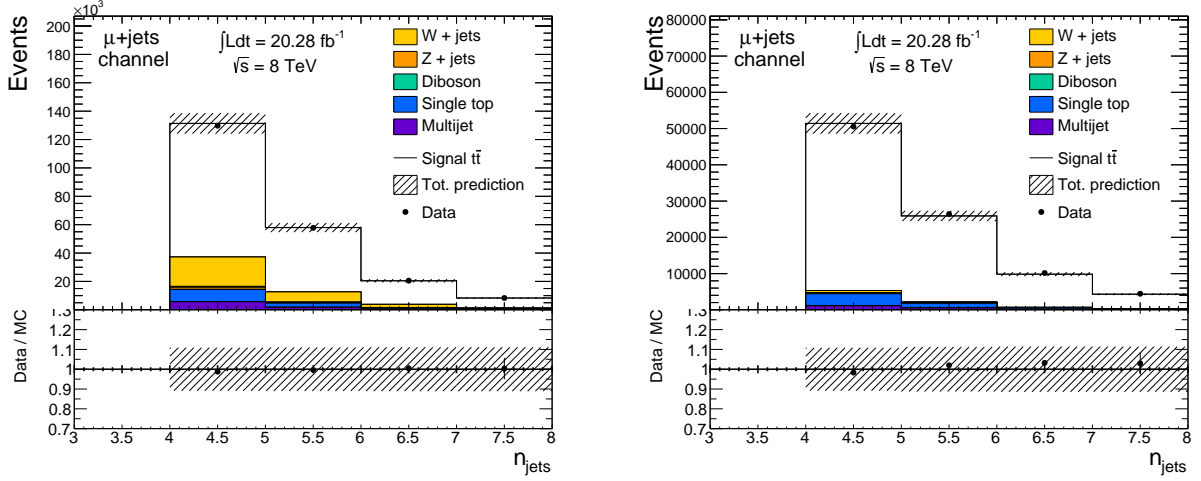 ×10³
Events
200
180
160
140
120
100
80
60
40
20
μ+jets
channel
∫Ldt = 20.28 fb⁻¹
√s = 8 TeV
W + jets
Z + jets
Diboson
Single top
Multijet
Signal tt̄
Tot. prediction
Data
Data / MC
1.3
1.2
1.1
1
0.9
0.8
0.7
3 3.5 4 4.5 5 5.5 6 6.5 7 7.5 8
n_jets
Events
80000
70000
60000
50000
40000
30000
20000
10000
μ+jets
channel
∫Ldt = 20.28 fb⁻¹
√s = 8 TeV
W + jets
Z + jets
Diboson
Single top
Multijet
Signal tt̄
Tot. prediction
Data
Data / MC
1.3
1.2
1.1
1
0.9
0.8
0.7
3 3.5 4 4.5 5 5.5 6 6.5 7 7.5 8
n_jets